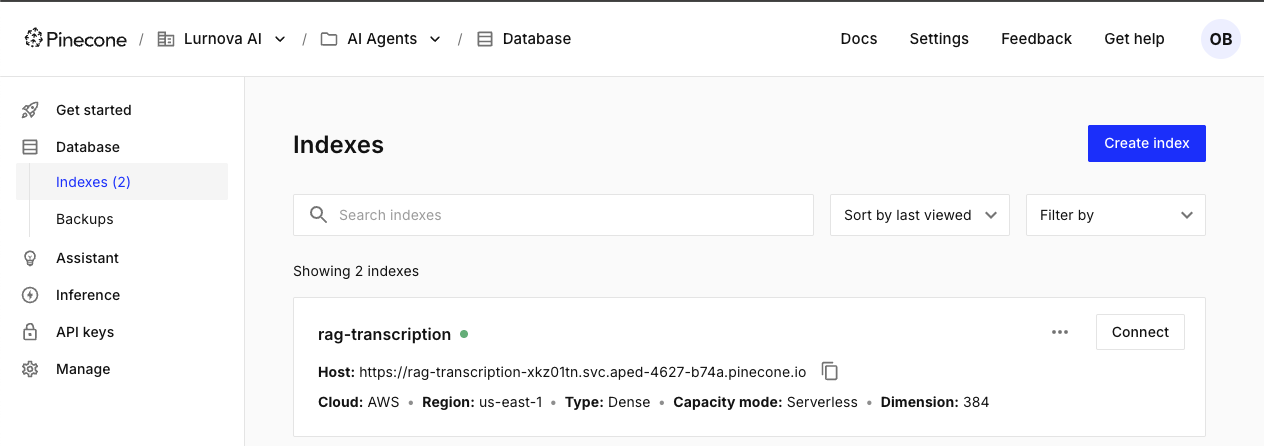 Pinecone / Lurnova AI / AI Agents / Database Docs Settings Feedback Get help OB
Get started
Database
Indexes (2)
Backups
Assistant
Inference
API keys
Manage
Indexes Create index
Search indexes Sort by last viewed Filter by
Showing 2 indexes
rag-transcription ••• Connect
Host: https://rag-transcription-xkz01tn.svc.aped-4627-b74a.pinecone.io
Cloud: AWS • Region: us-east-1 • Type: Dense • Capacity mode: Serverless • Dimension: 384